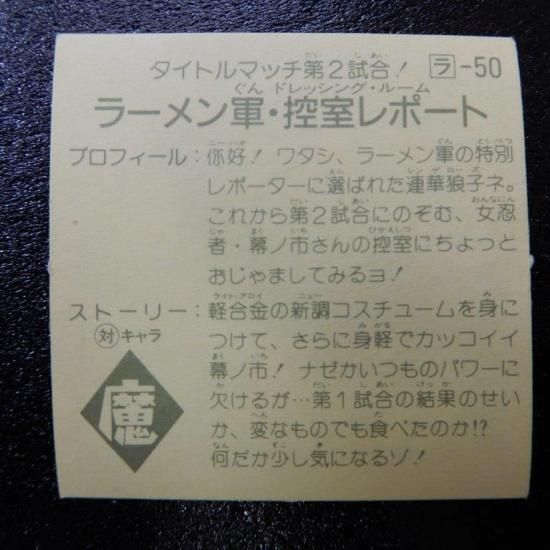 タイトルマッチ第2試合! ラ-50
ラーメン軍・控室レポート
プロフィール:你好! ワタシ、ラーメン軍の特別
レポーターに選ばれた連華狼子ネ。
これから第2試合にのぞむ、女忍
者・幕ノ市さんの控室にちょっと
おじゃましてみるヨ!
ストーリー:軽合金の新調コスチュームを身に
対キャラ つけて、さらに身軽でカッコイイ
幕ノ市! ナゼかいつものパワーに
魔 欠けるが…第1試合の結果のせい
か、変なものでも食べたのか!?
何だか少し気になるゾ!